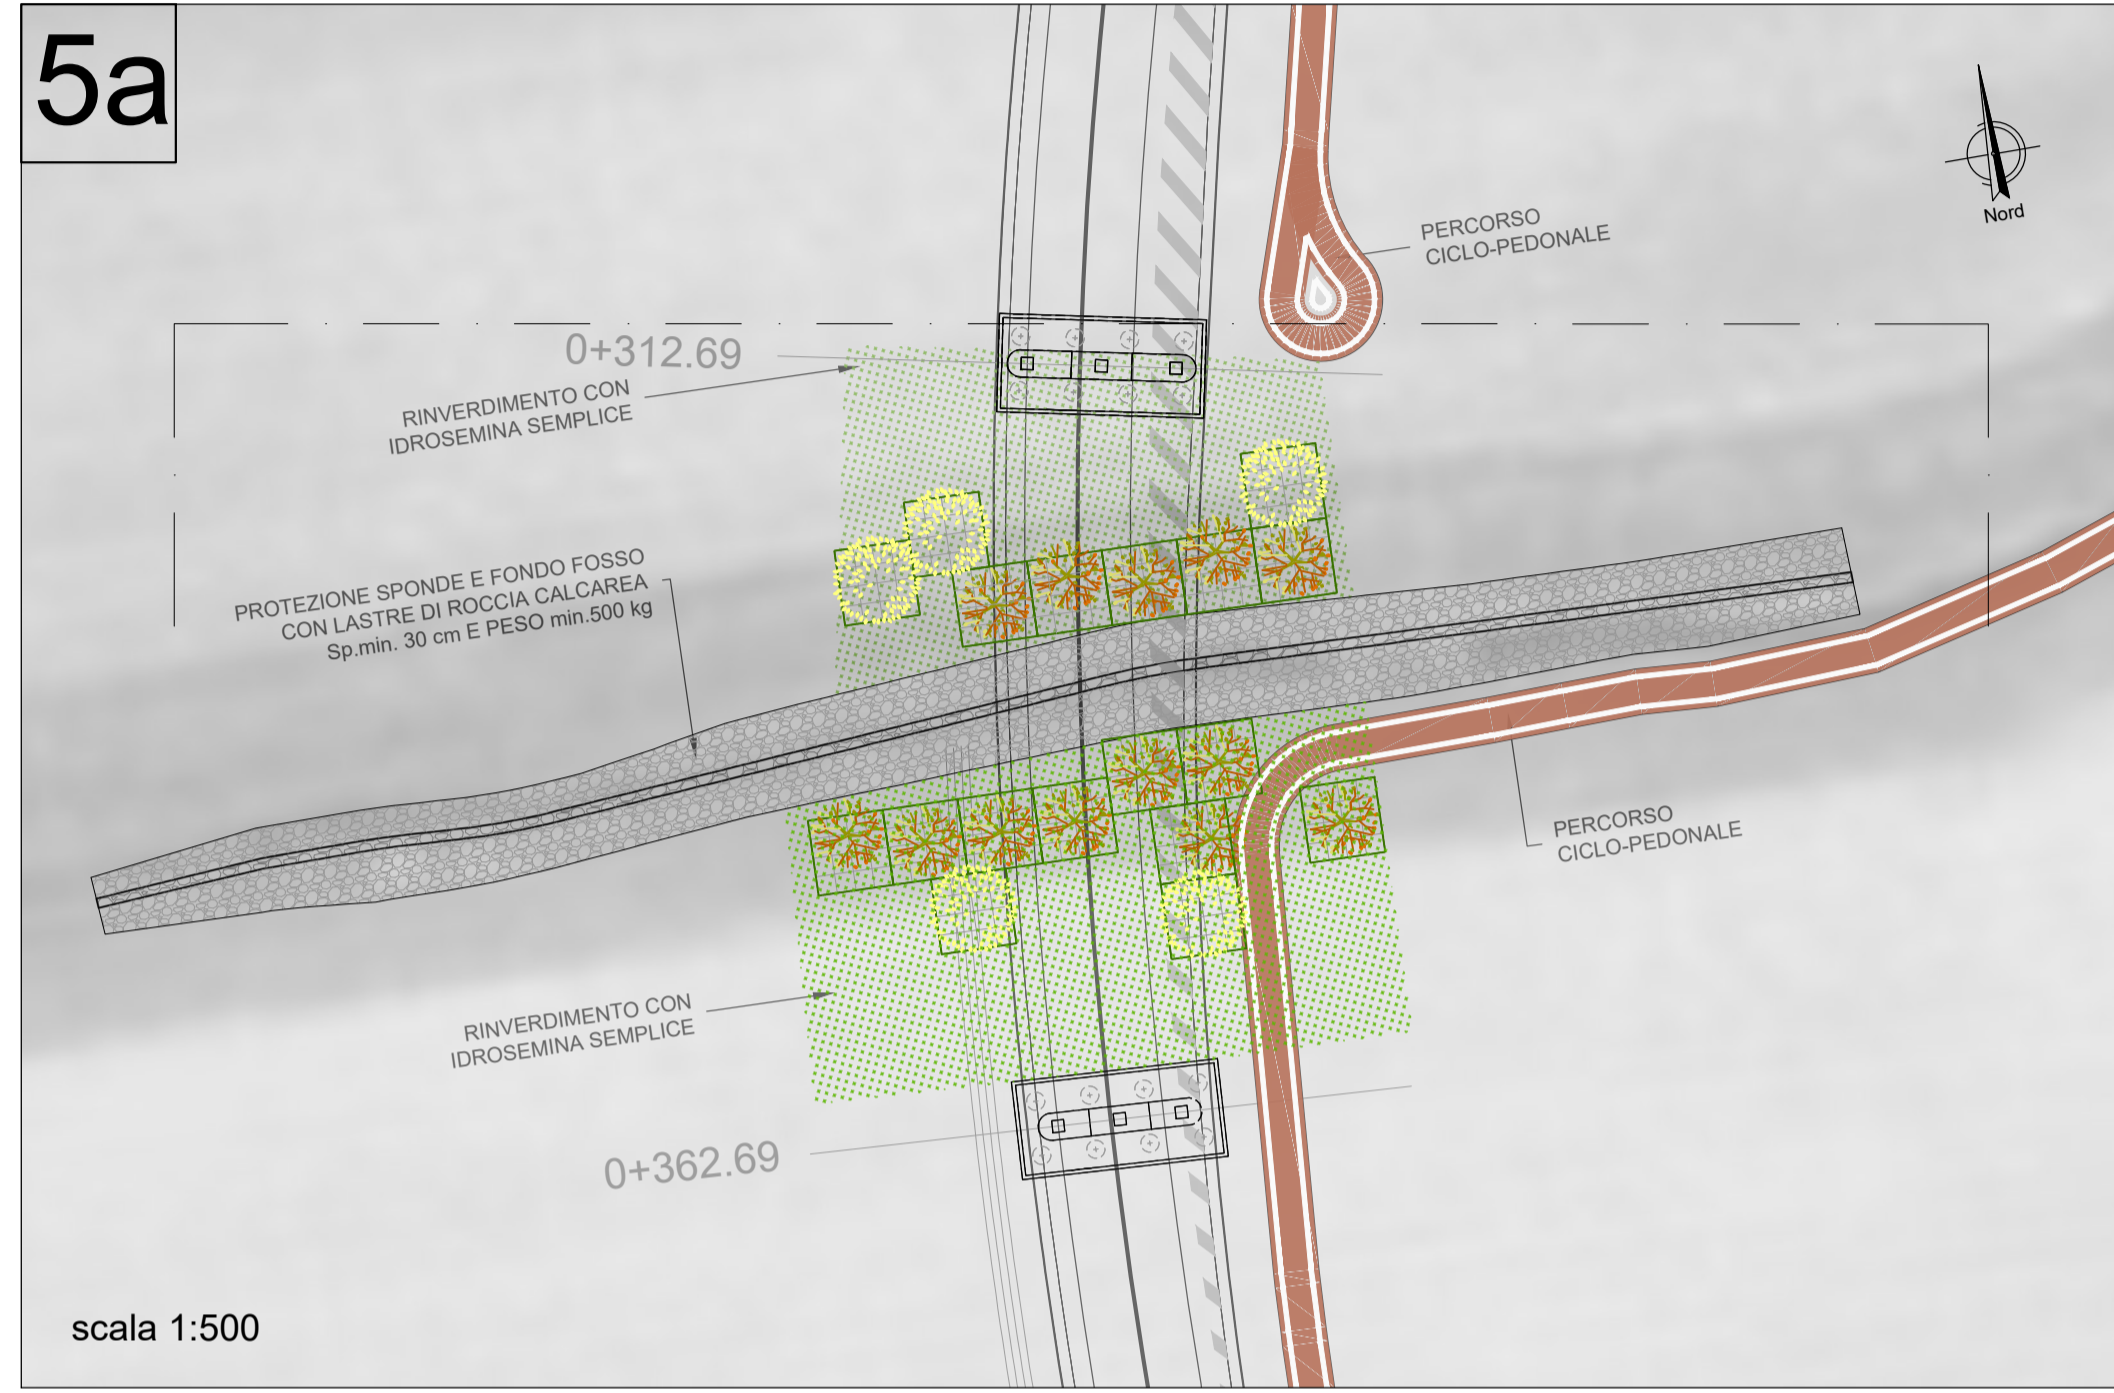 5a
Nord
PERCORSO
CICLO-PEDONALE
0+312.69
RINVERDIMENTO CON
IDROSEMINA SEMPLICE
PROTEZIONE SPONDE E FONDO FOSSO
CON LASTRE DI ROCCIA CALCAREA
Sp.min. 30 cm E PESO min.500 kg
PERCORSO
CICLO-PEDONALE
RINVERDIMENTO CON
IDROSEMINA SEMPLICE
0+362.69
scala 1:500